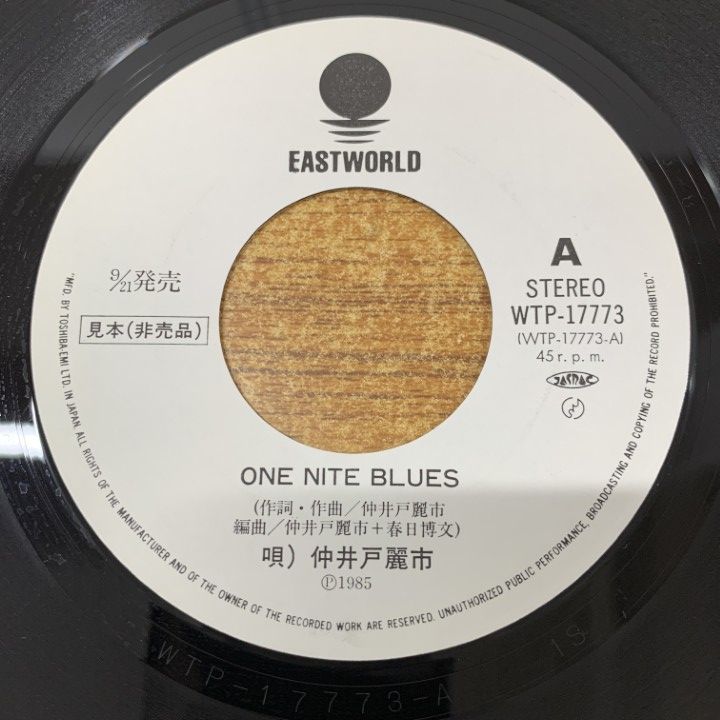 EASTWORLD
9/21発売
見本(非売品)
A
STEREO
WTP-17773
(WTP-17773-A)
45 r. p. m.
JASRAC
ONE NITE BLUES
(作詞・作曲/仲井戸麗市
編曲/仲井戸麗市+春日博文)
唄) 仲井戸麗市
Ⓟ1985
"MFD. BY TOSHIBA-EMI LTD. IN JAPAN. ALL RIGHTS OF THE MANUFACTURER AND OF THE OWNER OF THE RECORDED WORK ARE RESERVED. UNAUTHORIZED PUBLIC PERFORMANCE, BROADCASTING AND COPYING OF THE RECORD PROHIBITED."
WTP-17773-A 1S